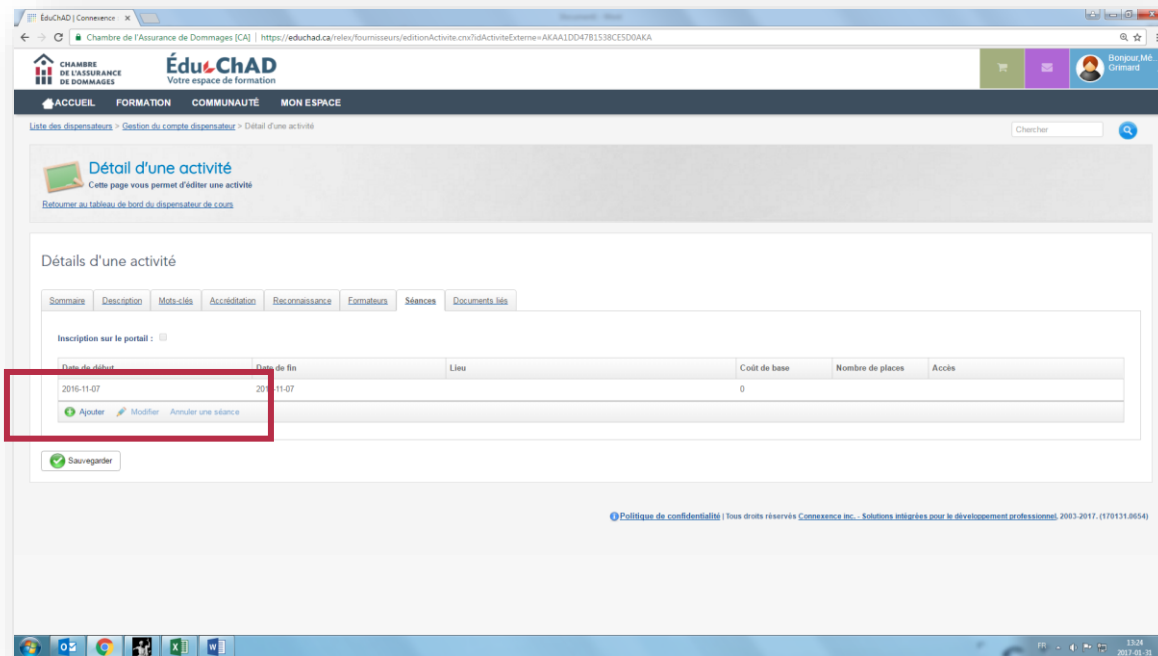 ÉduChAD | Connexence
Document1 - Word
Chambre de l'Assurance de Dommages [CA] | https://educhad.ca/relex/fournisseurs/editionActivite.cnx?idActiviteExterne=AKAA1DD47B1538CE5D0AKA
CHAMBRE
DE L'ASSURANCE
DE DOMMAGES
ÉduChAD
Votre espace de formation
Bonjour,Mé...
Grimard
ACCUEIL FORMATION COMMUNAUTÉ MON ESPACE
Liste des dispensateurs > Gestion du compte dispensateur > Détail d'une activité
Chercher
Détail d'une activité
Cette page vous permet d'éditer une activité
Retourner au tableau de bord du dispensateur de cours
Détails d'une activité
Sommaire Description Mots-clés Accréditation Reconnaissance Formateurs Séances Documents liés
Inscription sur le portail :
Date de début Date de fin Lieu Coût de base Nombre de places Accès
2016-11-07 2016-11-07 0
Ajouter Modifier Annuler une séance
Sauvegarder
Politique de confidentialité | Tous droits réservés Connexence inc. - Solutions intégrées pour le développement professionnel, 2003-2017. (170131.0654)
FR
13:24
2017-01-31